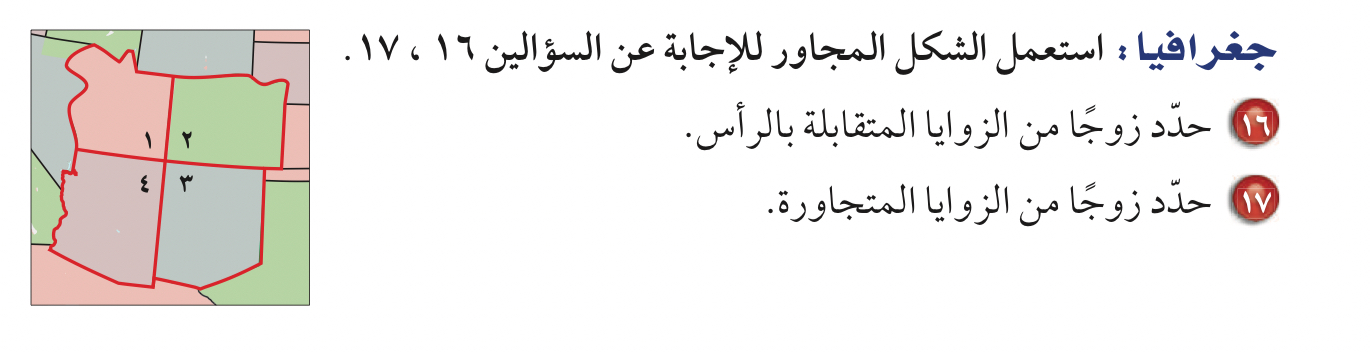 جغرافيا : استعمل الشكل المجاور للإجابة عن السؤالين ١٦ ، ١٧ .
١٦ حدّد زوجًا من الزوايا المتقابلة بالرأس.
١٧ حدّد زوجًا من الزوايا المتجاورة.
١ ٢
٤ ٣